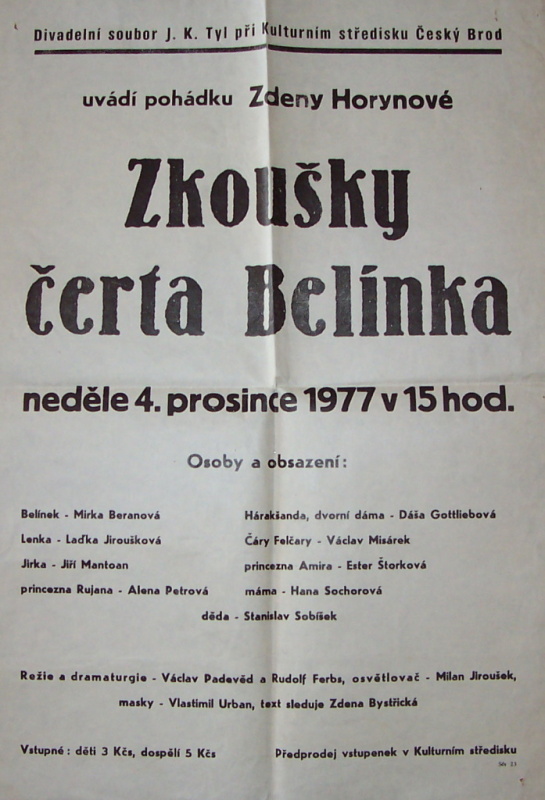 Divadelní soubor J. K. Tyl při Kulturním středisku Český Brod
uvádí pohádku Zdeny Horynové
Zkoušky
čerta Belínka
neděle 4. prosince 1977 v 15 hod.
Osoby a obsazení:
Belínek - Mirka Beranová
Lenka - Laďka Jiroušková
Jirka - Jiří Mantoan
princezna Rujana - Alena Petrová
Hárakšanda, dvorní dáma - Dáša Gottliebová
Čáry Felčary - Václav Misárek
princezna Amira - Ester Štorková
máma - Hana Sochorová
děda - Stanislav Sobíšek
Režie a dramaturgie - Václav Padevěd a Rudolf Ferbs, osvětlovač - Milan Jiroušek,
masky - Vlastimil Urban, text sleduje Zdena Bystřická
Vstupné: děti 3 Kčs, dospělí 5 Kčs
Předprodej vstupenek v Kulturním středisku